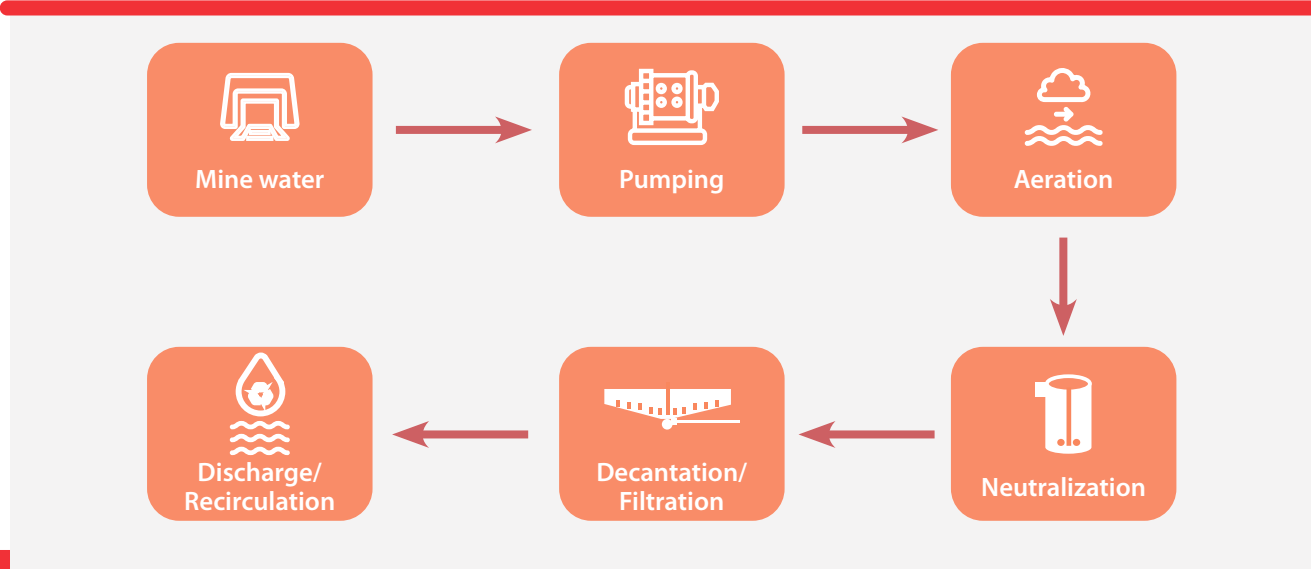 Mine water
Pumping
Aeration
Neutralization
Decantation/
Filtration
Discharge/
Recirculation